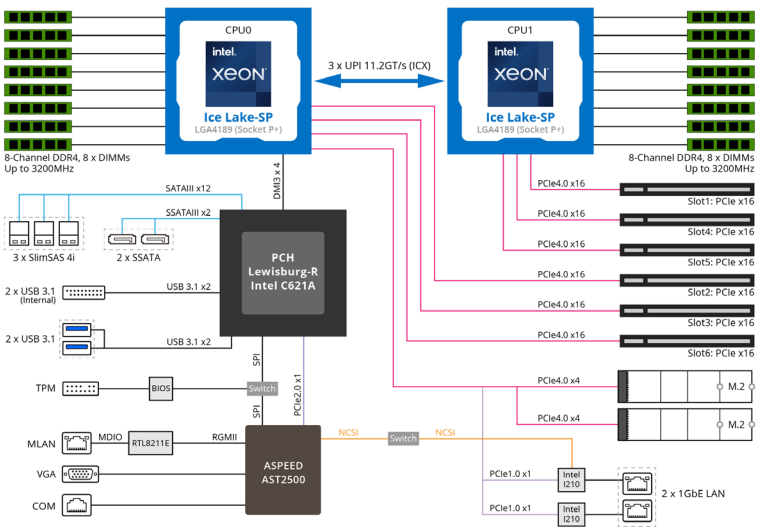 CPU0
intel.
XEON
Ice Lake-SP
LGA4189 (Socket P+)
3 x UPI 11.2GT/s (ICX)
CPU1
intel.
XEON
Ice Lake-SP
LGA4189 (Socket P+)
8-Channel DDR4, 8 x DIMMs
Up to 3200MHz
8-Channel DDR4, 8 x DIMMs
Up to 3200MHz
DMI3 x 4
SATAIII x12
SSATAIII x2
3 x SlimSAS 4i
2 x SSATA
PCH
Lewisburg-R
Intel C621A
2 x USB 3.1
(Internal)
USB 3.1 x2
2 x USB 3.1
USB 3.1 x2
PCIe4.0 x16
Slot1: PCIe x16
PCIe4.0 x16
Slot4: PCIe x16
PCIe4.0 x16
Slot5: PCIe x16
PCIe4.0 x16
Slot2: PCIe x16
PCIe4.0 x16
Slot3: PCIe x16
PCIe4.0 x16
Slot6: PCIe x16
SPI
PCIe2.0 x1
TPM
BIOS
Switch
SPI
PCIe4.0 x4
M.2
PCIe4.0 x4
M.2
MLAN
MDIO
RTL8211E
RGMII
NCSI
Switch
NCSI
ASPEED
AST2500
VGA
COM
PCIe1.0 x1
Intel
I210
PCIe1.0 x1
Intel
I210
2 x 1GbE LAN